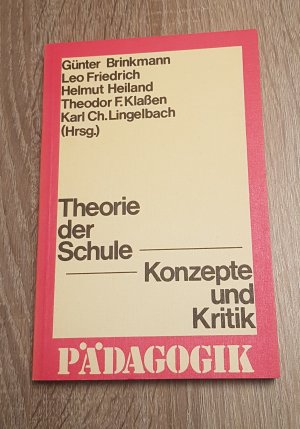 Günter Brinkmann
Leo Friedrich
Helmut Heiland
Theodor F. Klaßen
Karl Ch. Lingelbach
(Hrsg.)
Theorie
der
Schule
Konzepte
und
Kritik
PÄDAGOGIK